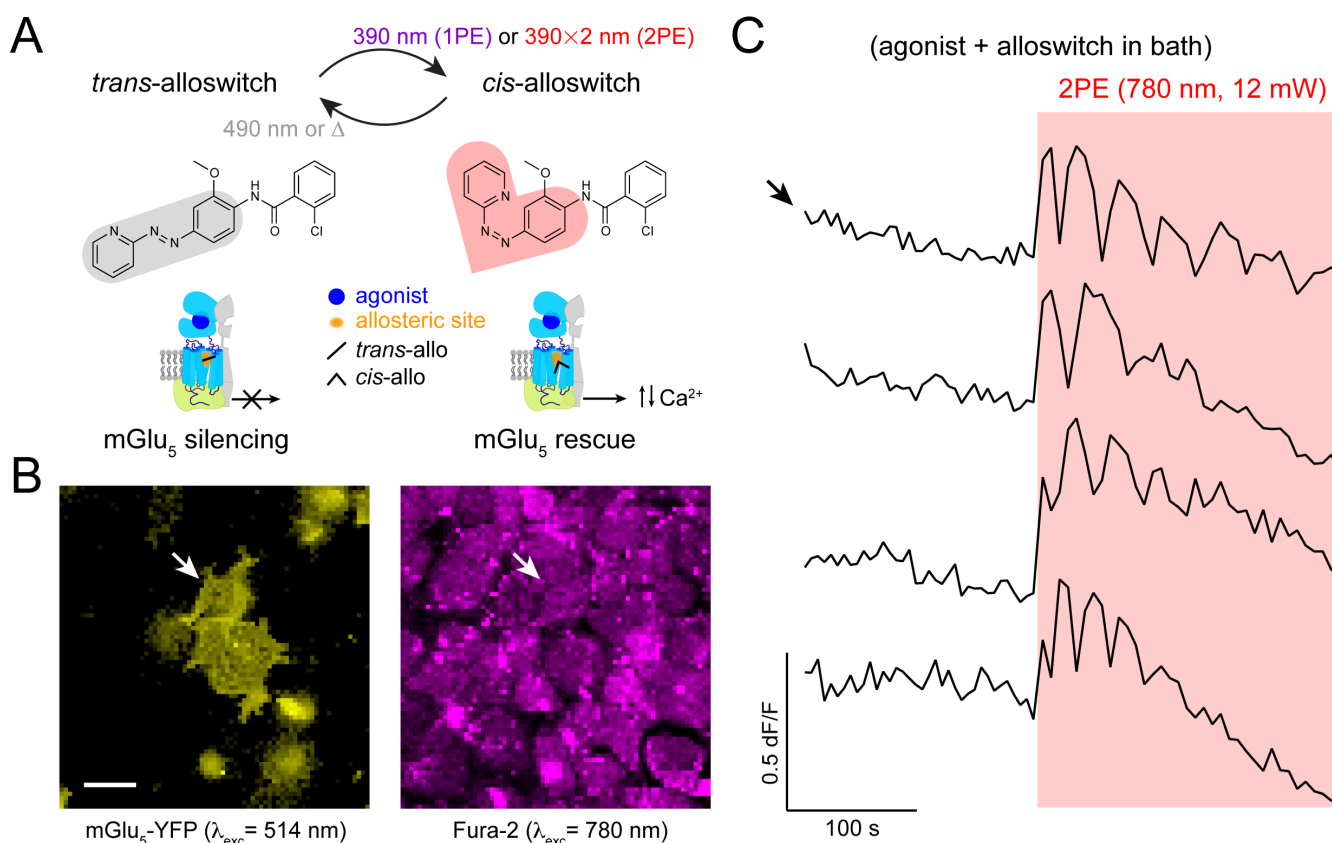 A
390 nm (1PE) or 390×2 nm (2PE)
trans-alloswitch
cis-alloswitch
490 nm or Δ
O
H
N
O
Cl
N
N
N
O
H
N
O
Cl
N
N
N
agonist
allosteric site
trans-allo
cis-allo
↑↓ Ca²⁺
mGlu₅ silencing
mGlu₅ rescue
B
mGlu₅-YFP (λₑₓc= 514 nm)
Fura-2 (λₑₓc= 780 nm)
C
(agonist + alloswitch in bath)
2PE (780 nm, 12 mW)
0.5 dF/F
100 s